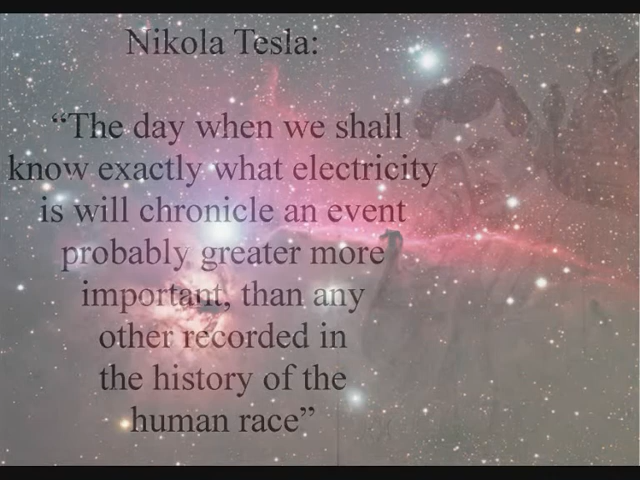 Nikola Tesla:
“The day when we shall
know exactly what electricity
is will chronicle an event
probably greater more
important, than any
other recorded in
the history of the
human race”